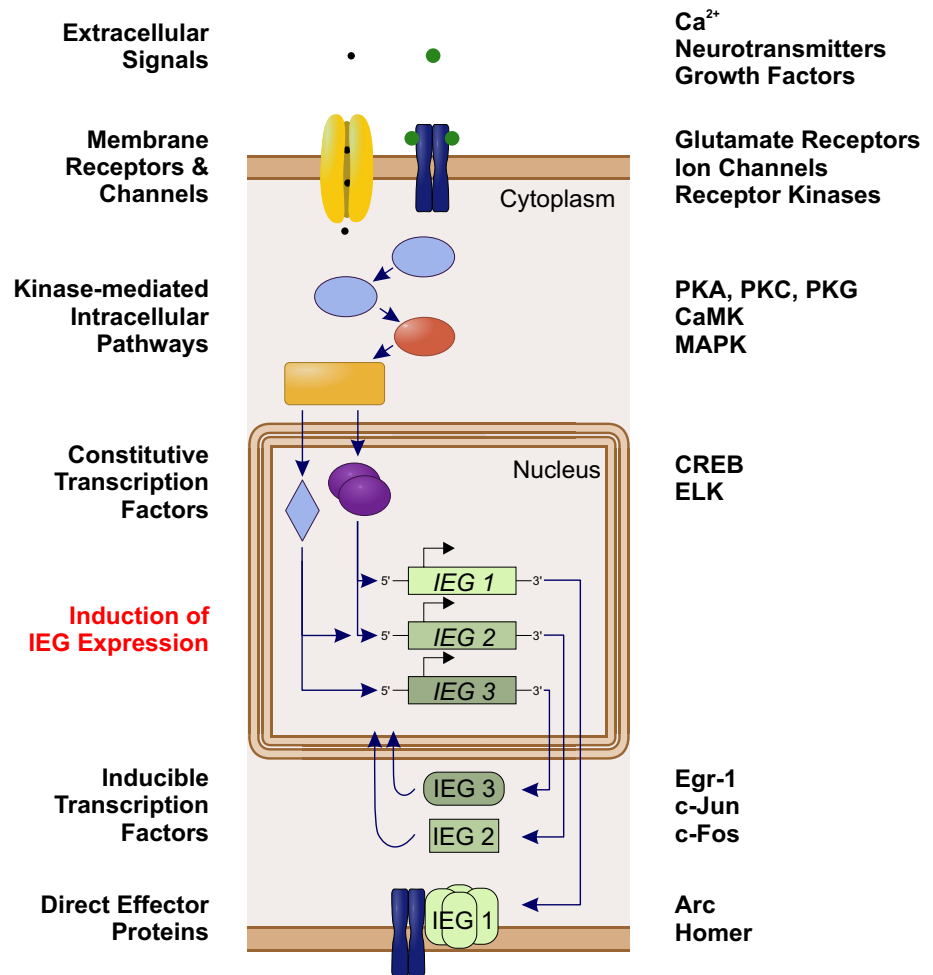 Extracellular
Signals
Ca²⁺
Neurotransmitters
Growth Factors
Membrane
Receptors &
Channels
Cytoplasm
Glutamate Receptors
Ion Channels
Receptor Kinases
Kinase-mediated
Intracellular
Pathways
PKA, PKC, PKG
CaMK
MAPK
Constitutive
Transcription
Factors
Nucleus
CREB
ELK
Induction of
IEG Expression
5' IEG 1 3'
5' IEG 2 3'
5' IEG 3 3'
Inducible
Transcription
Factors
IEG 3
IEG 2
Egr-1
c-Jun
c-Fos
Direct Effector
Proteins
IEG 1
Arc
Homer